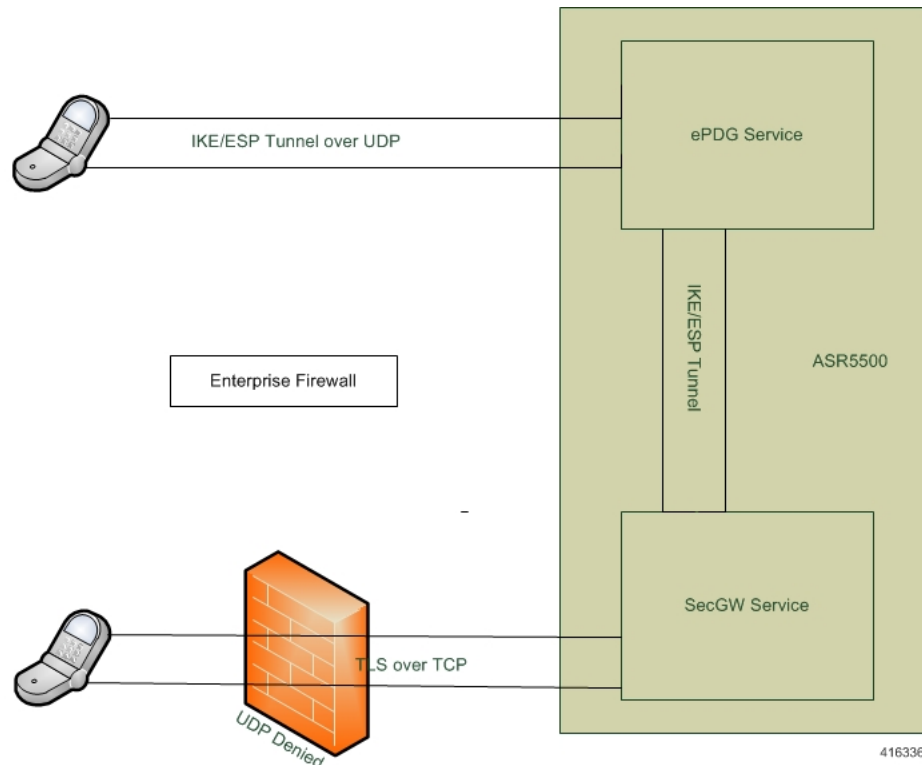 IKE/ESP Tunnel over UDP
ePDG Service
IKE/ESP Tunnel
ASR5500
Enterprise Firewall
SecGW Service
TLS over TCP
UDP Denied
416336